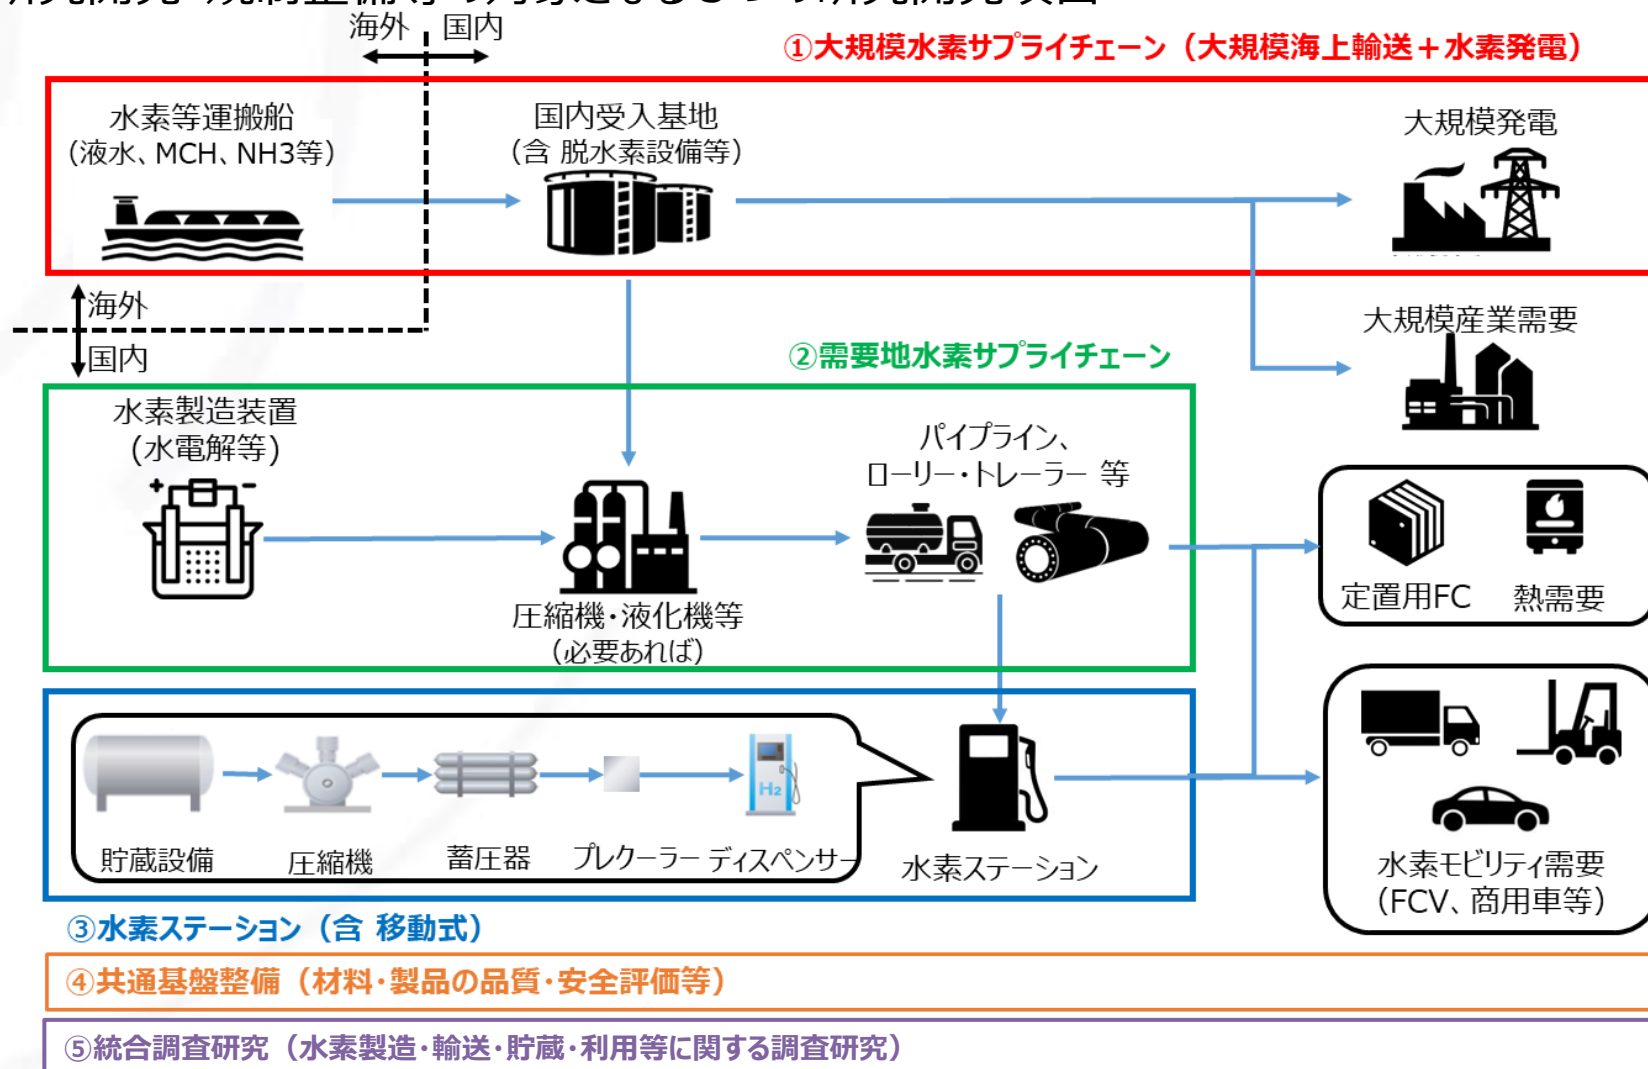 海外 国内
①大規模水素サプライチェーン（大規模海上輸送＋水素発電）
水素等運搬船
（液水、MCH、NH3等）
国内受入基地
（含 脱水素設備等）
大規模発電
海外
国内
大規模産業需要
②需要地水素サプライチェーン
水素製造装置
(水電解等)
パイプライン、
ローリー・トレーラー 等
圧縮機・液化機等
（必要あれば）
定置用FC 熱需要
H2
貯蔵設備 圧縮機 蓄圧器 プレクーラー ディスペンサー
水素ステーション
水素モビリティ需要
（FCV、商用車等）
③水素ステーション（含 移動式）
④共通基盤整備（材料・製品の品質・安全評価等）
⑤統合調査研究（水素製造・輸送・貯蔵・利用等に関する調査研究）